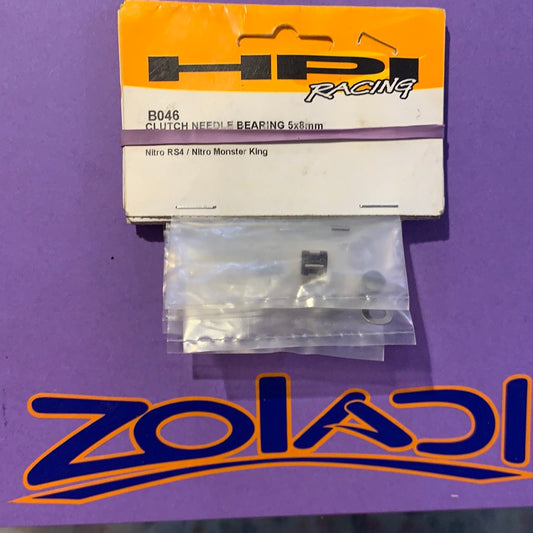 HPI
RACING
B046
CLUTCH NEEDLE BEARING 5x8mm
Nitro RS4 / Nitro Monster King
ZOIADI